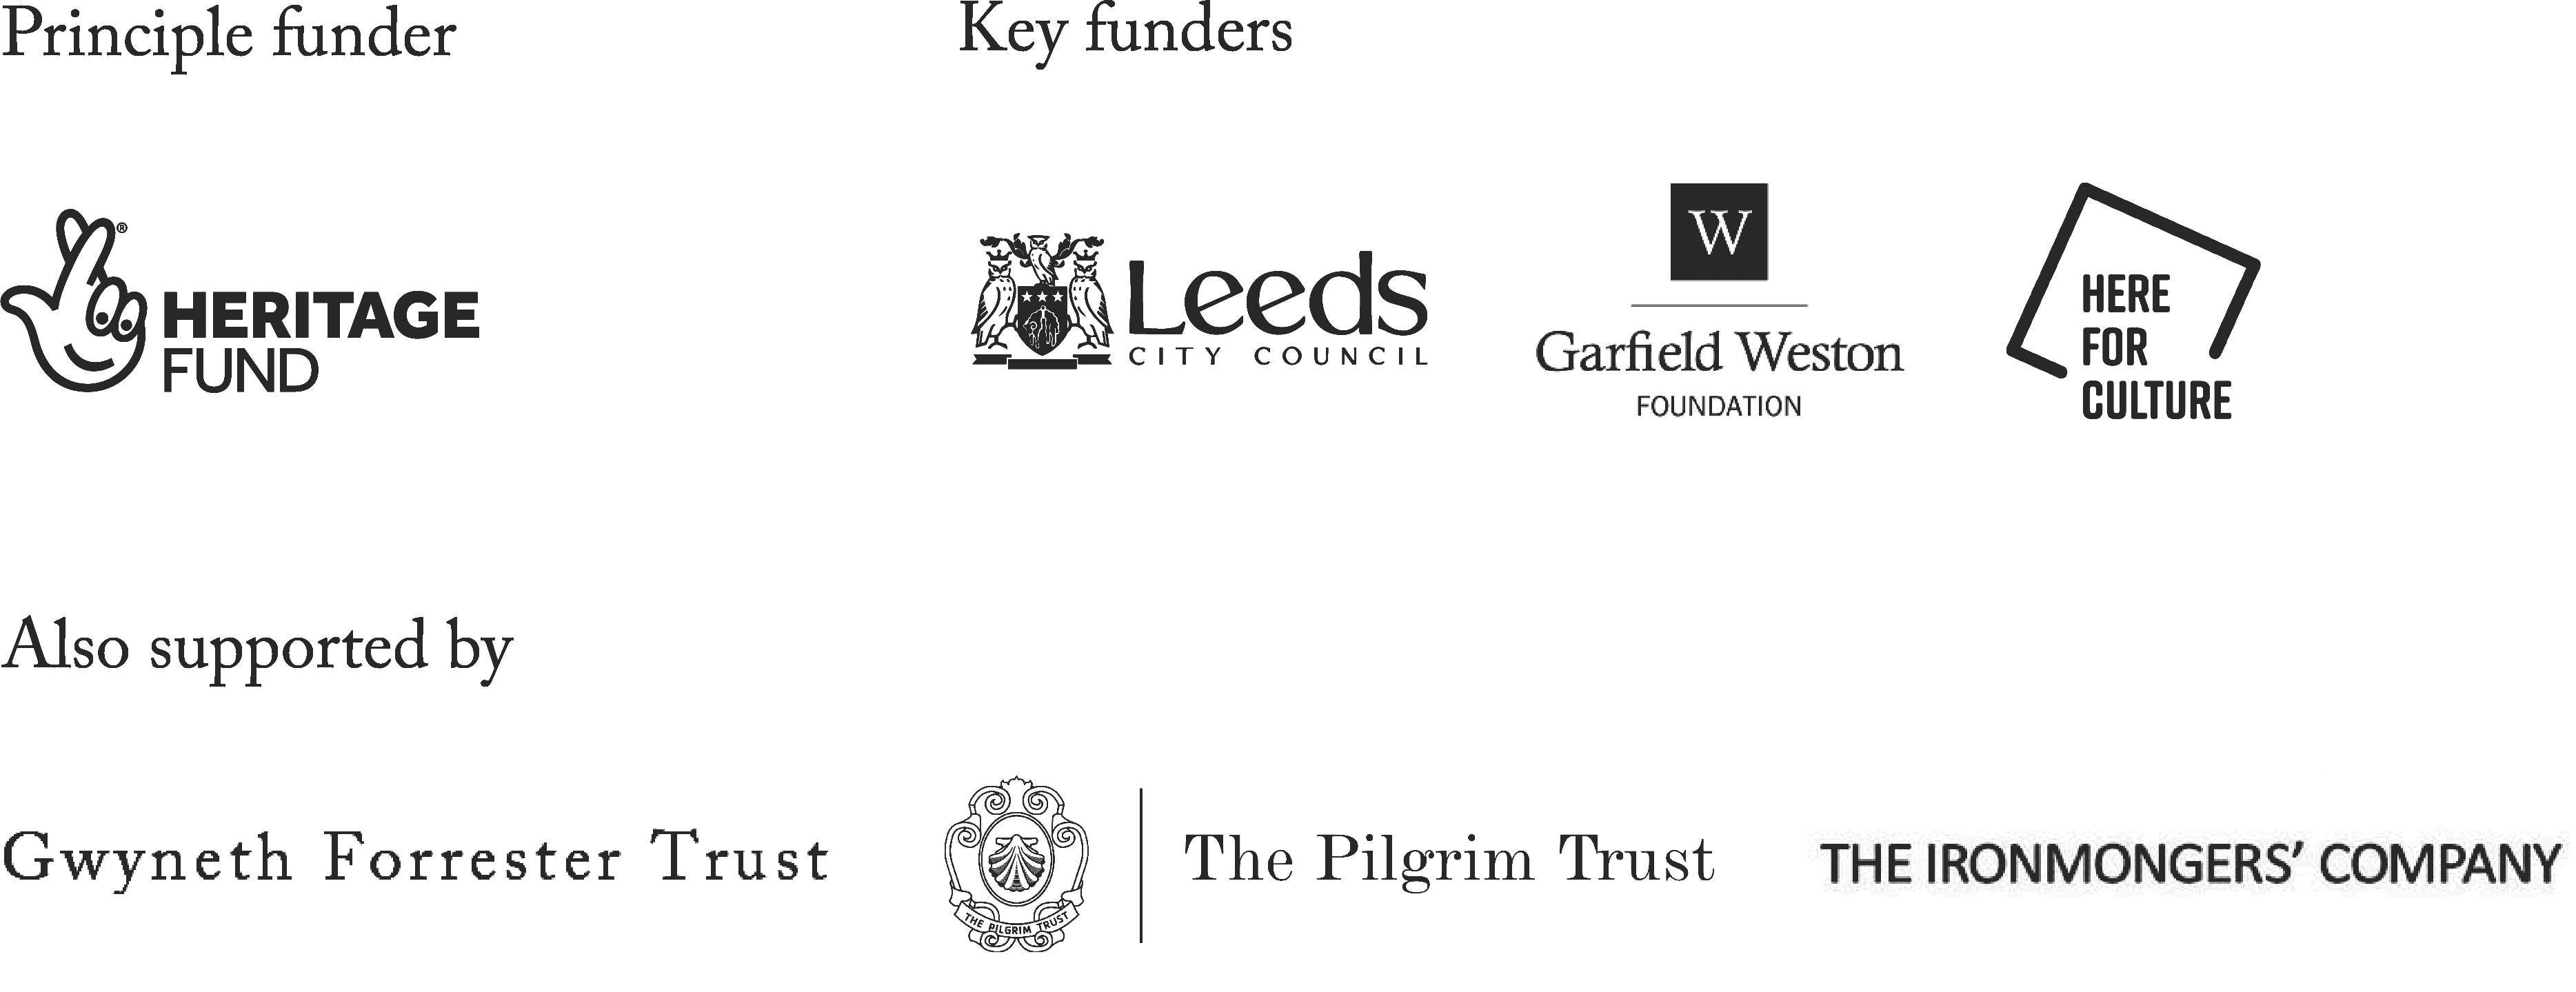 Principle funder
Key funders
®
HERITAGE
FUND
Leeds
CITY COUNCIL
W
Garfield Weston
FOUNDATION
HERE
FOR
CULTURE
Also supported by
Gwyneth Forrester Trust
THE PILGRIM TRUST
The Pilgrim Trust
THE IRONMONGERS’ COMPANY